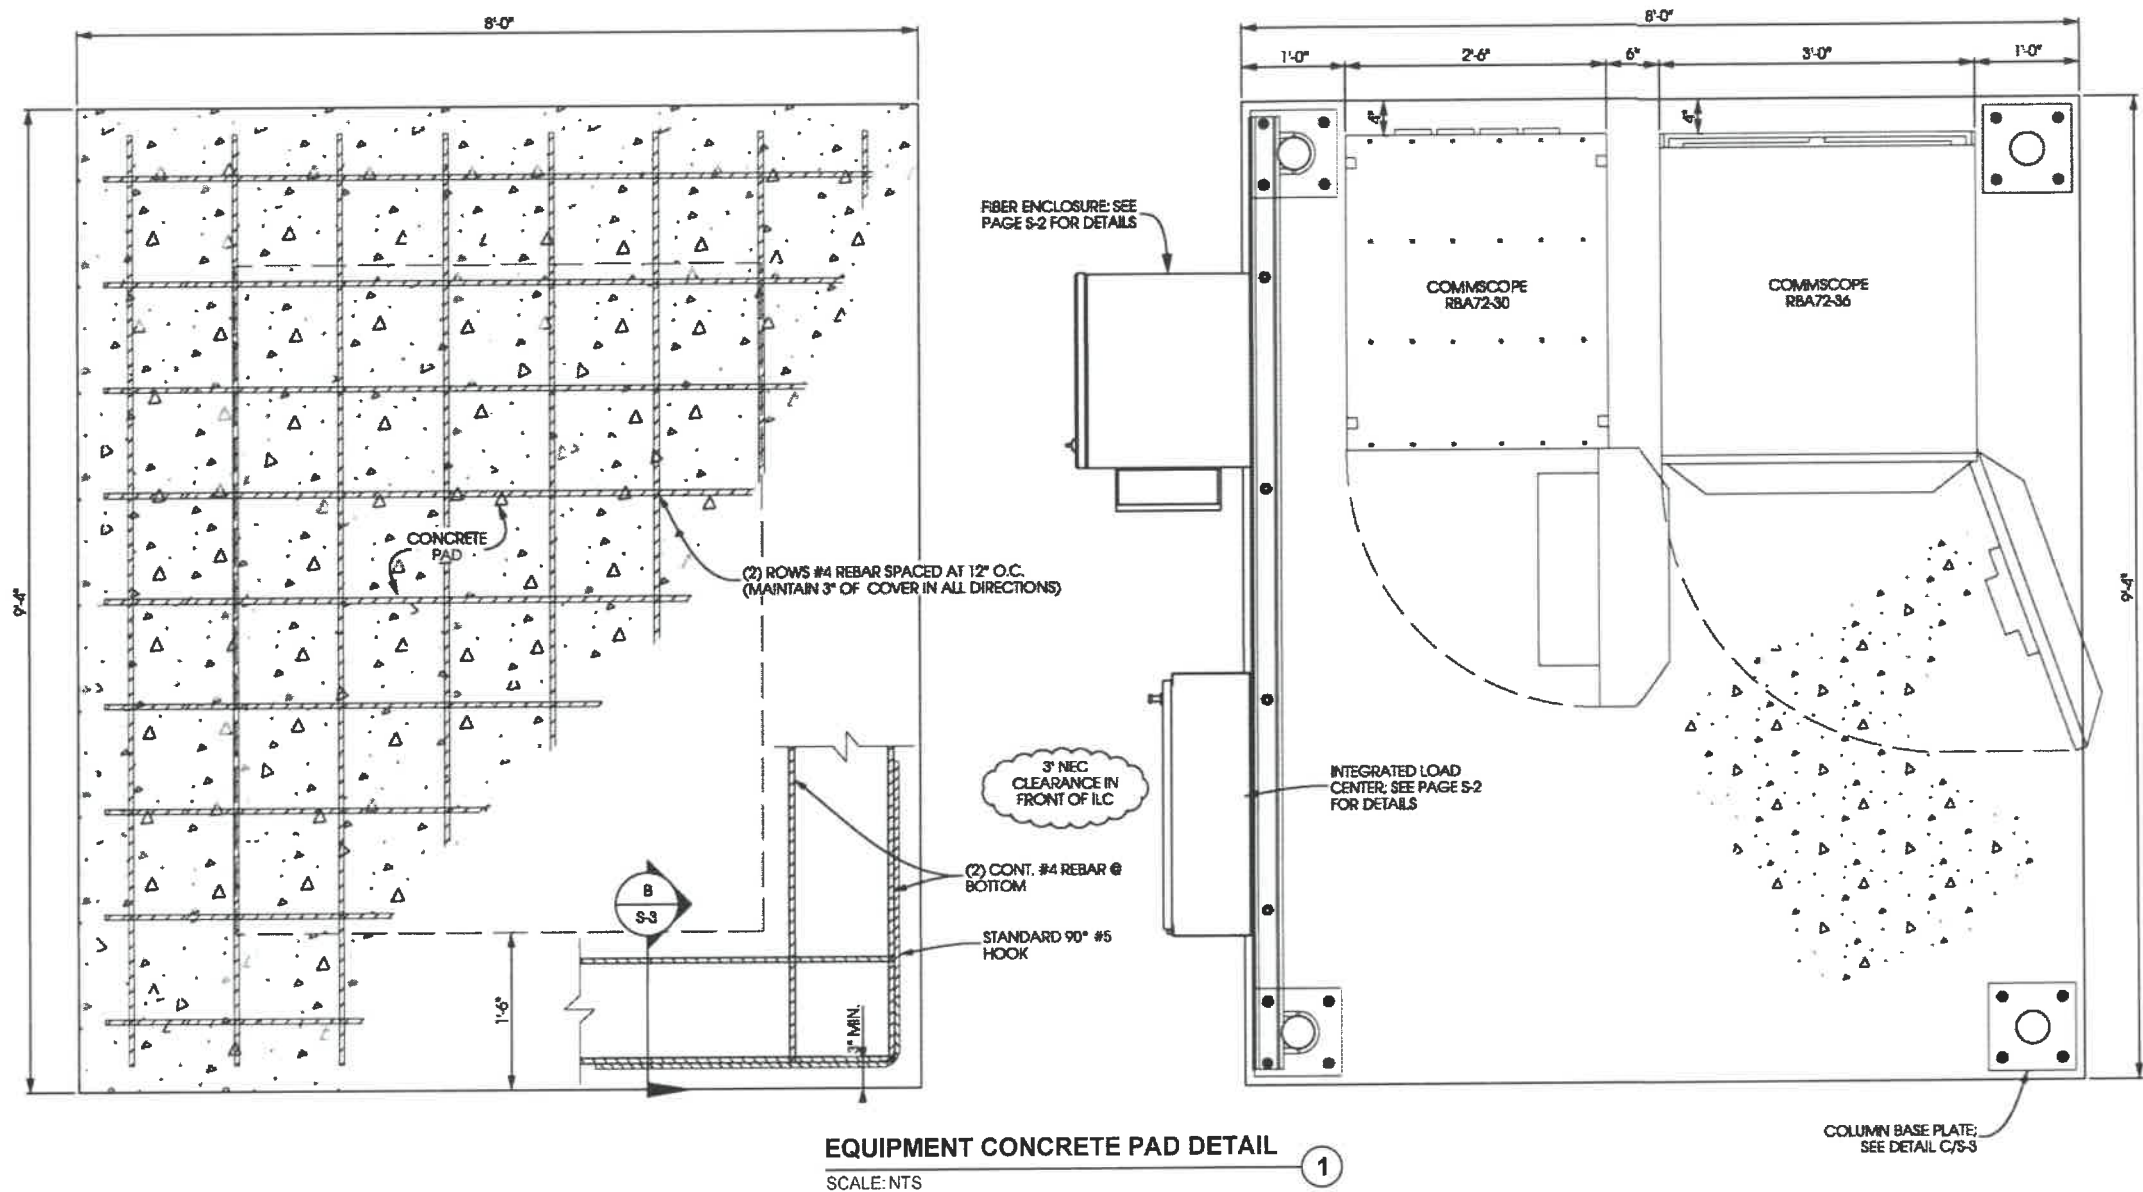 8'-0"
8'-0"
1'-0"
2'-6"
6"
3'-0"
1'-0"
4"
4"
FIBER ENCLOSURE: SEE
PAGE S-2 FOR DETAILS
COMMSCOPE
RBA72-30
COMMSCOPE
RBA72-36
CONCRETE
PAD
(2) ROWS #4 REBAR SPACED AT 12" O.C.
(MAINTAIN 3" OF COVER IN ALL DIRECTIONS)
9'-4"
9'-4"
3' NEC
CLEARANCE IN
FRONT OF ILC
INTEGRATED LOAD
CENTER; SEE PAGE S-2
FOR DETAILS
(2) CONT. #4 REBAR @
BOTTOM
B
S-3
STANDARD 90° #5
HOOK
1'-6"
3" MIN.
COLUMN BASE PLATE;
SEE DETAIL C/S-3
EQUIPMENT CONCRETE PAD DETAIL
1
SCALE: NTS